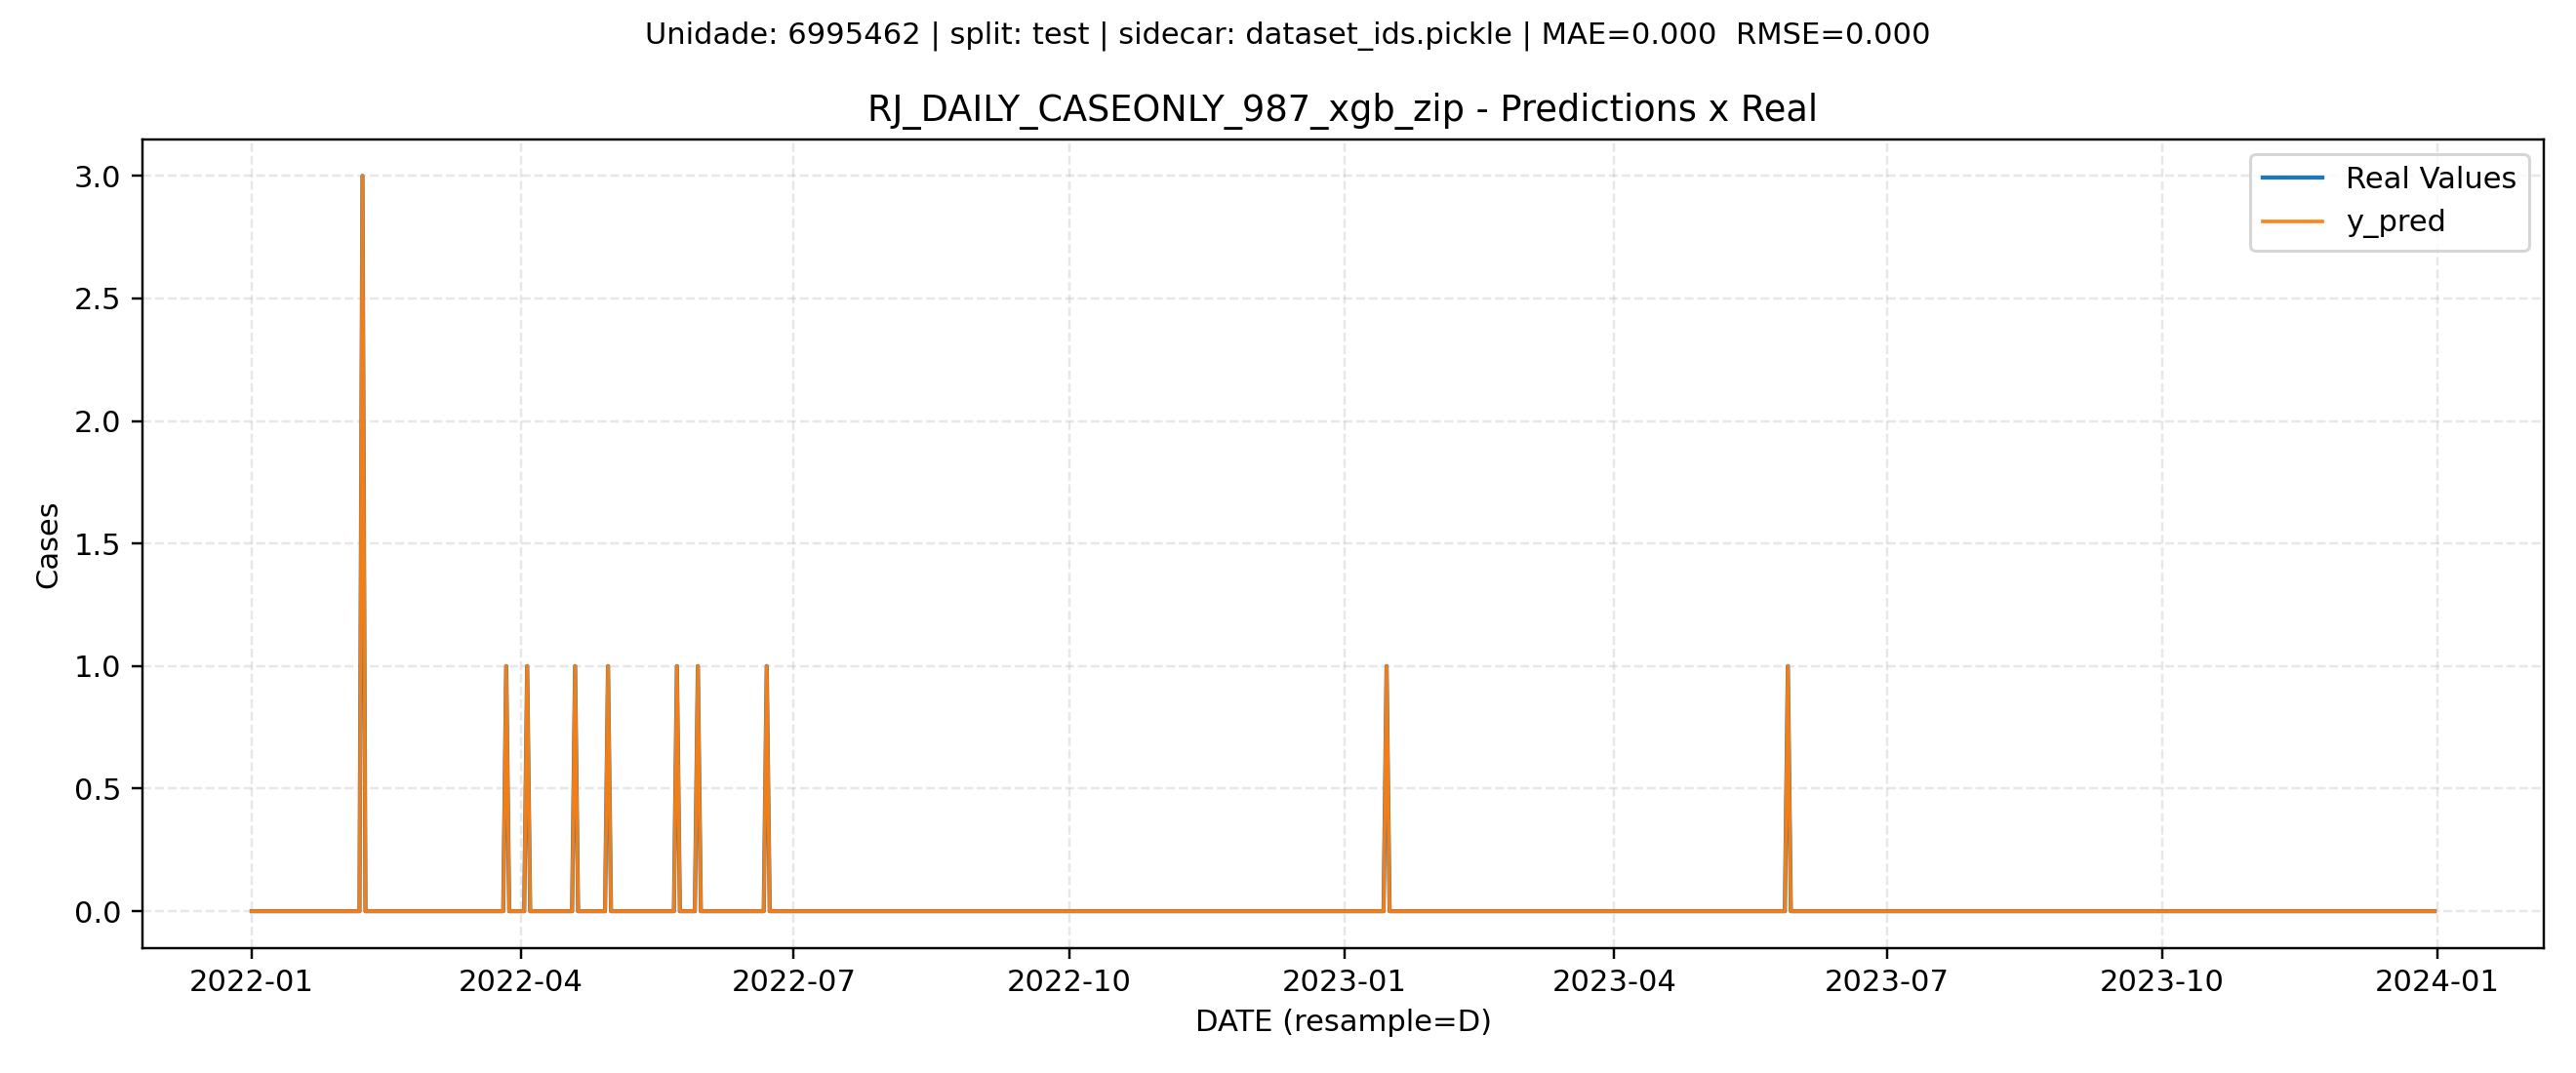 Unidade: 6995462 | split: test | sidecar: dataset_ids.pickle | MAE=0.000  RMSE=0.000
RJ_DAILY_CASEONLY_987_xgb_zip - Predictions x Real
Real Values
y_pred
Cases
3.0
2.5
2.0
1.5
1.0
0.5
0.0
2022-01 2022-04 2022-07 2022-10 2023-01 2023-04 2023-07 2023-10 2024-01
DATE (resample=D)